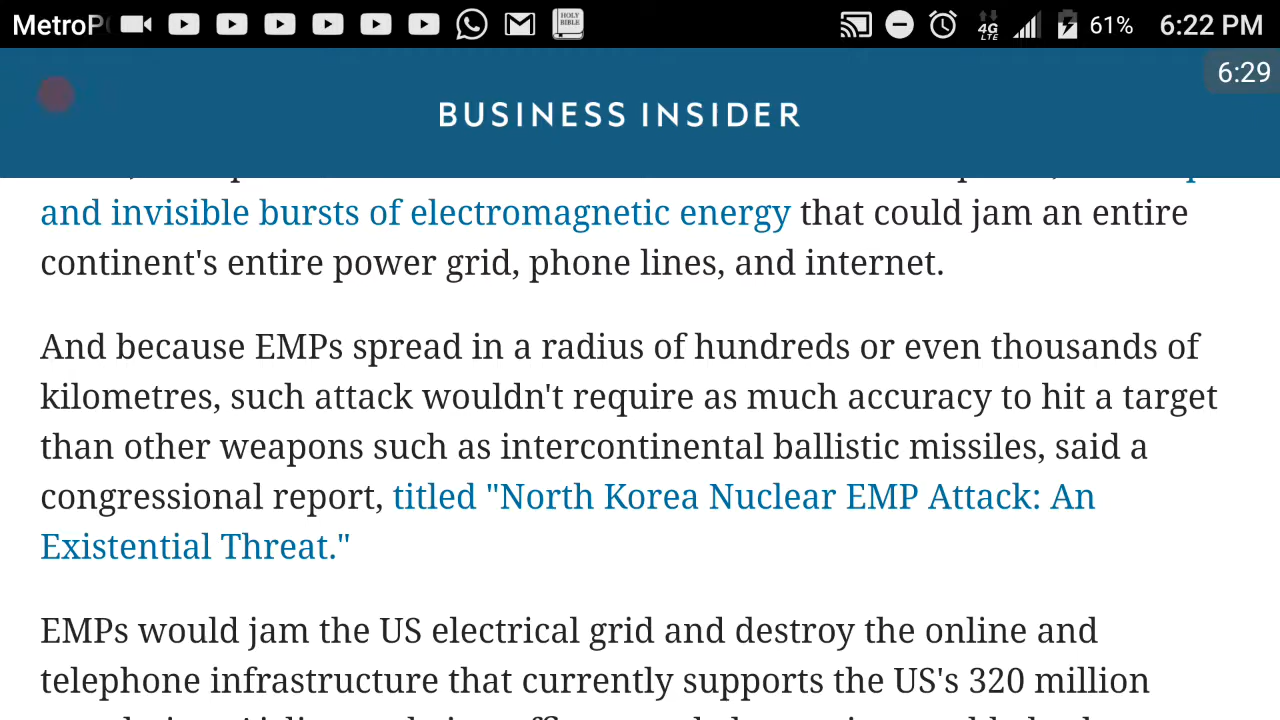 MetroP 61% 6:22 PM
HOLY BIBLE
4G LTE
6:29
BUSINESS INSIDER
and invisible bursts of electromagnetic energy that could jam an entire
continent's entire power grid, phone lines, and internet.
And because EMPs spread in a radius of hundreds or even thousands of
kilometres, such attack wouldn't require as much accuracy to hit a target
than other weapons such as intercontinental ballistic missiles, said a
congressional report, titled "North Korea Nuclear EMP Attack: An
Existential Threat."
EMPs would jam the US electrical grid and destroy the online and
telephone infrastructure that currently supports the US's 320 million